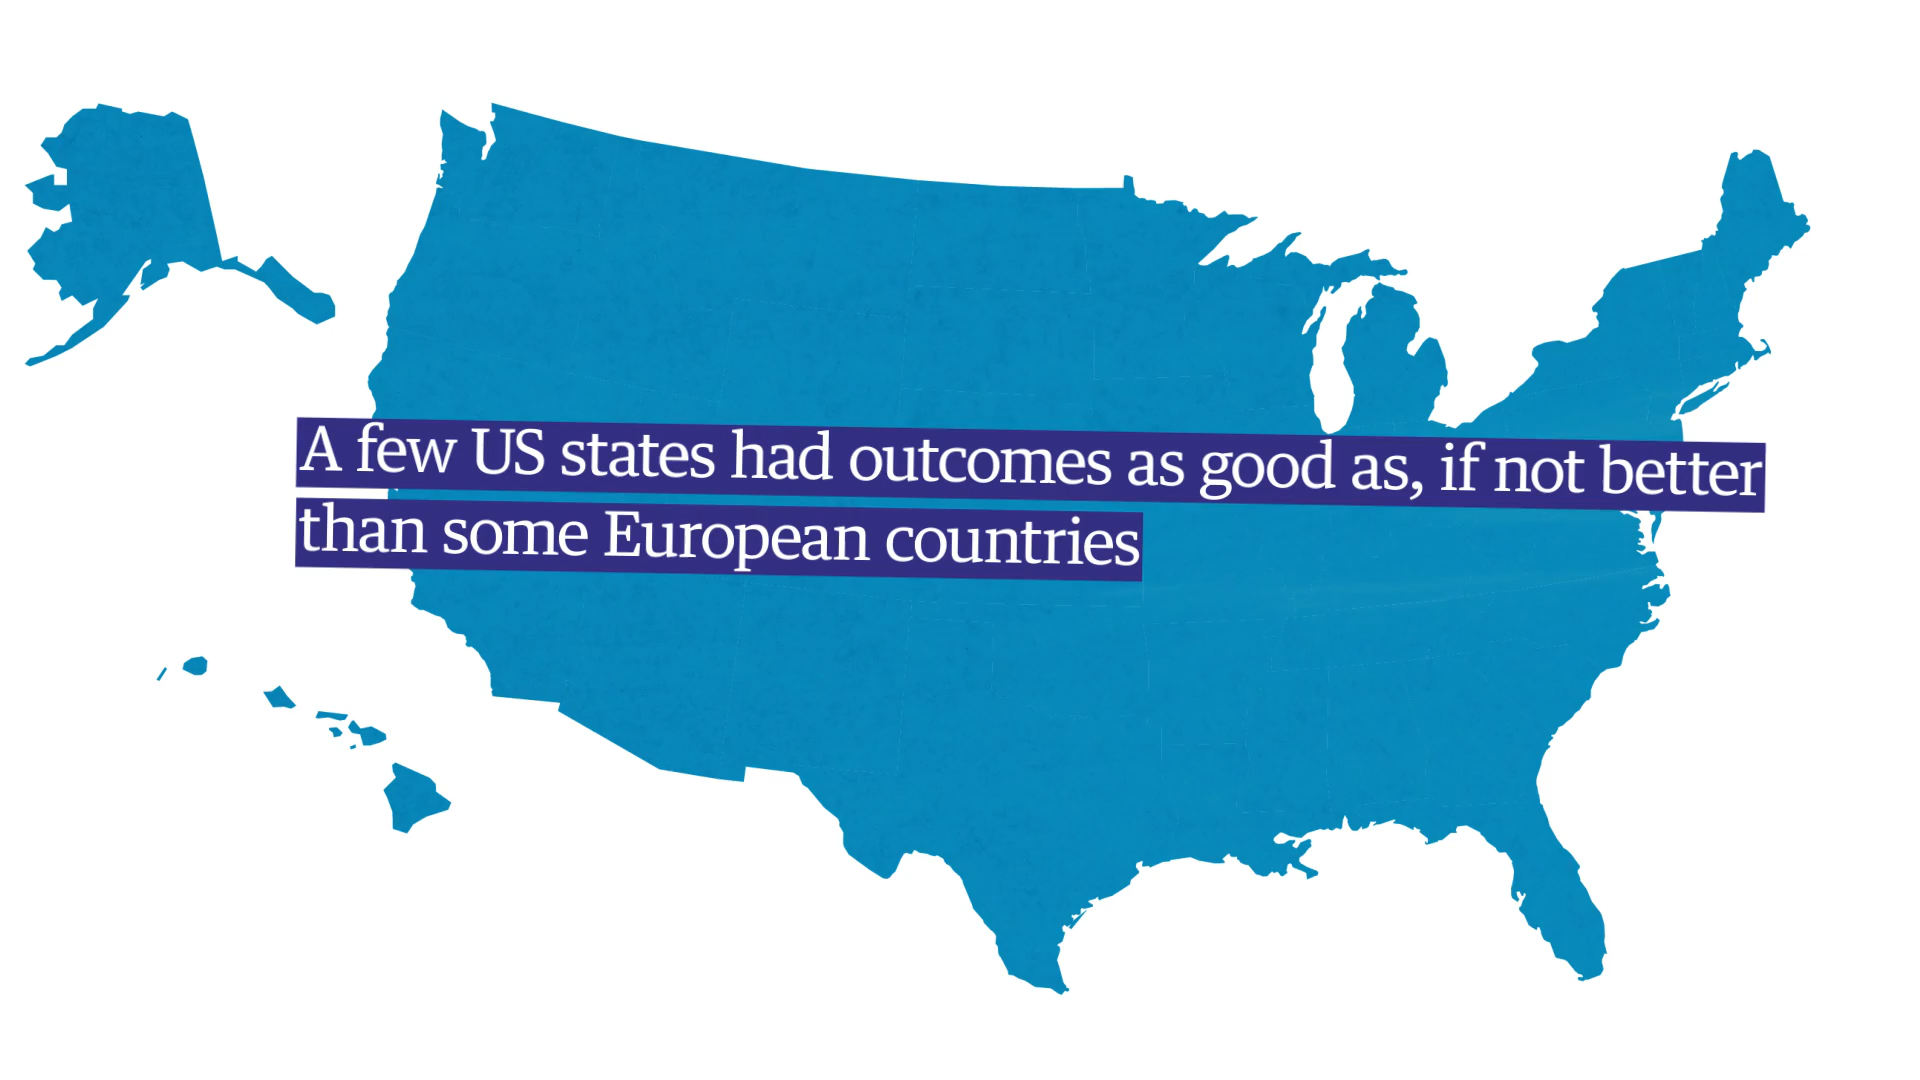 A few US states had outcomes as good as, if not better
than some European countries